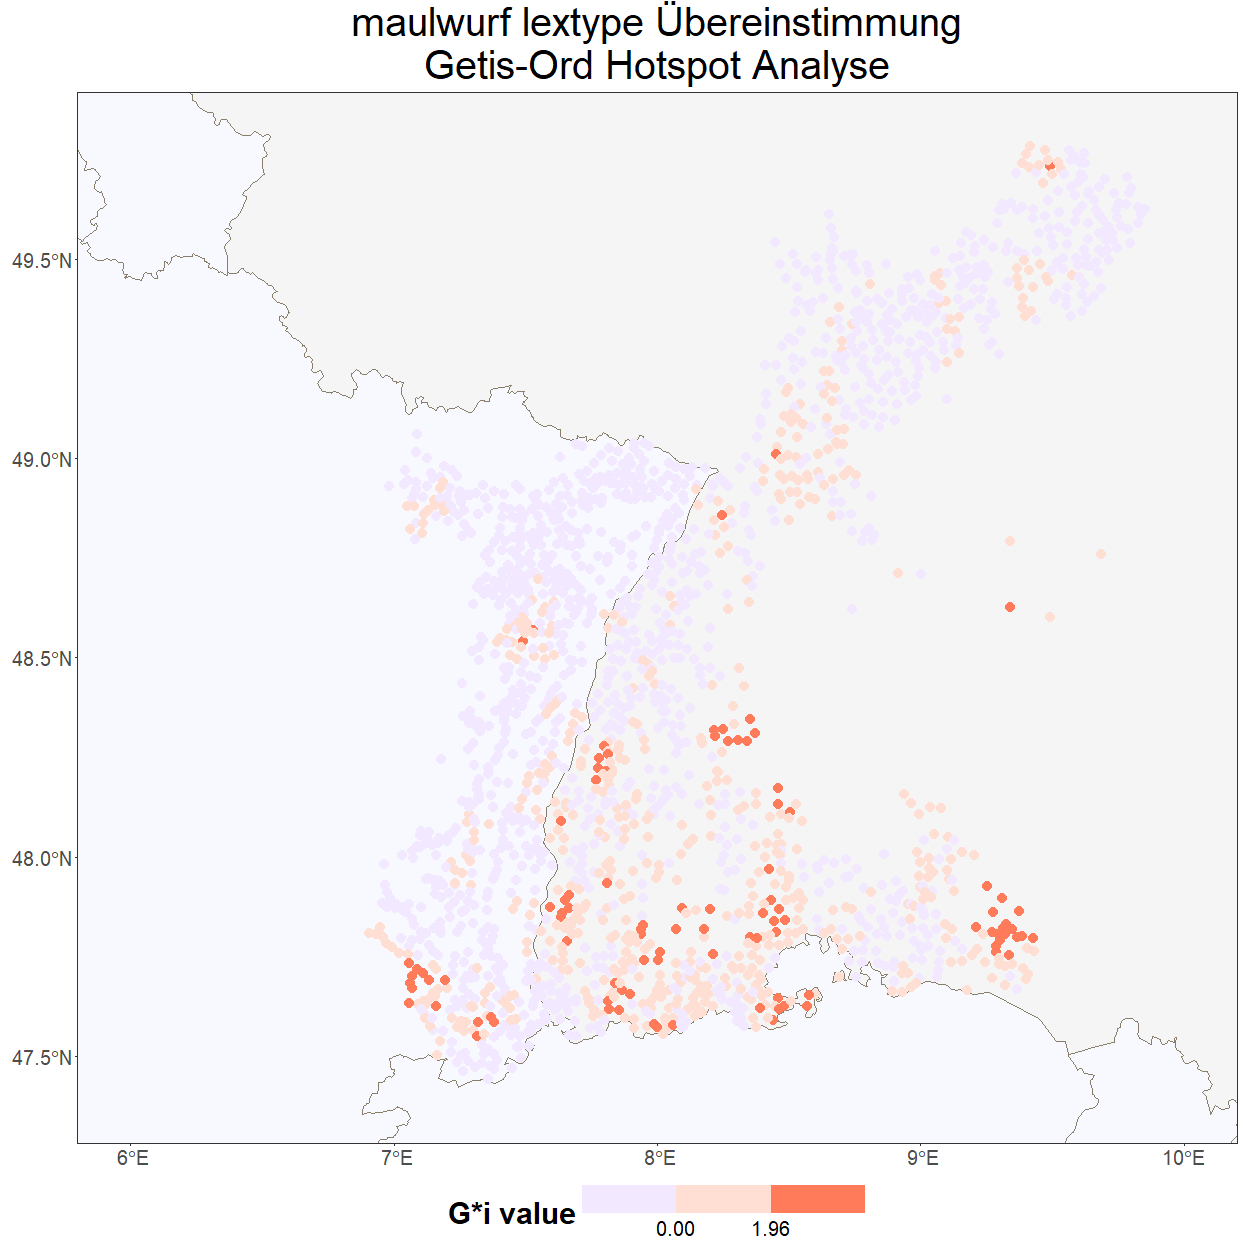 maulwurf lextype Übereinstimmung
Getis-Ord Hotspot Analyse
49.5°N
49.0°N
48.5°N
48.0°N
47.5°N
6°E 7°E 8°E 9°E 10°E
G*i value
0.00 1.96